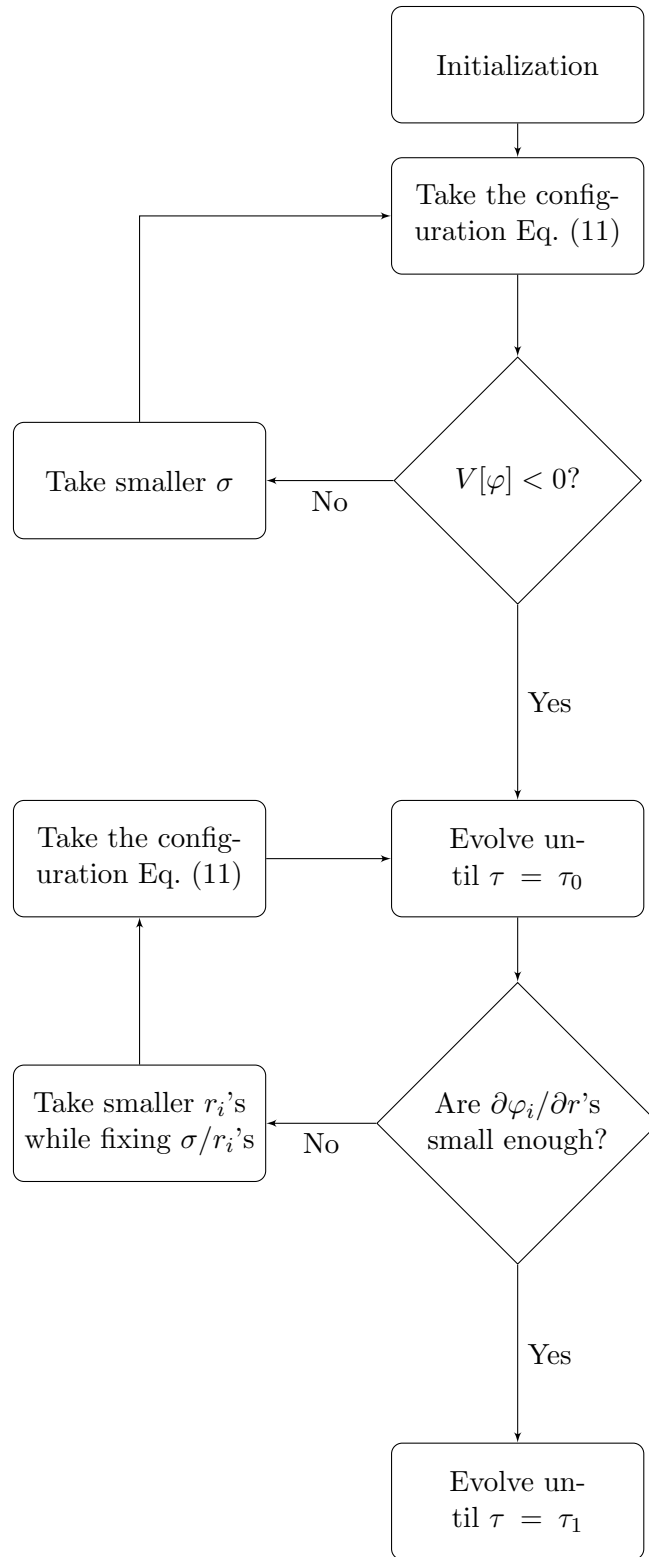 Initialization
Take the config-
uration Eq. (11)
V[φ] < 0?
No
Take smaller σ
Yes
Take the config-
uration Eq. (11)
Evolve un-
til τ = τ₀
Are ∂φᵢ/∂r's
small enough?
No
Take smaller rᵢ's
while fixing σ/rᵢ's
Yes
Evolve un-
til τ = τ₁